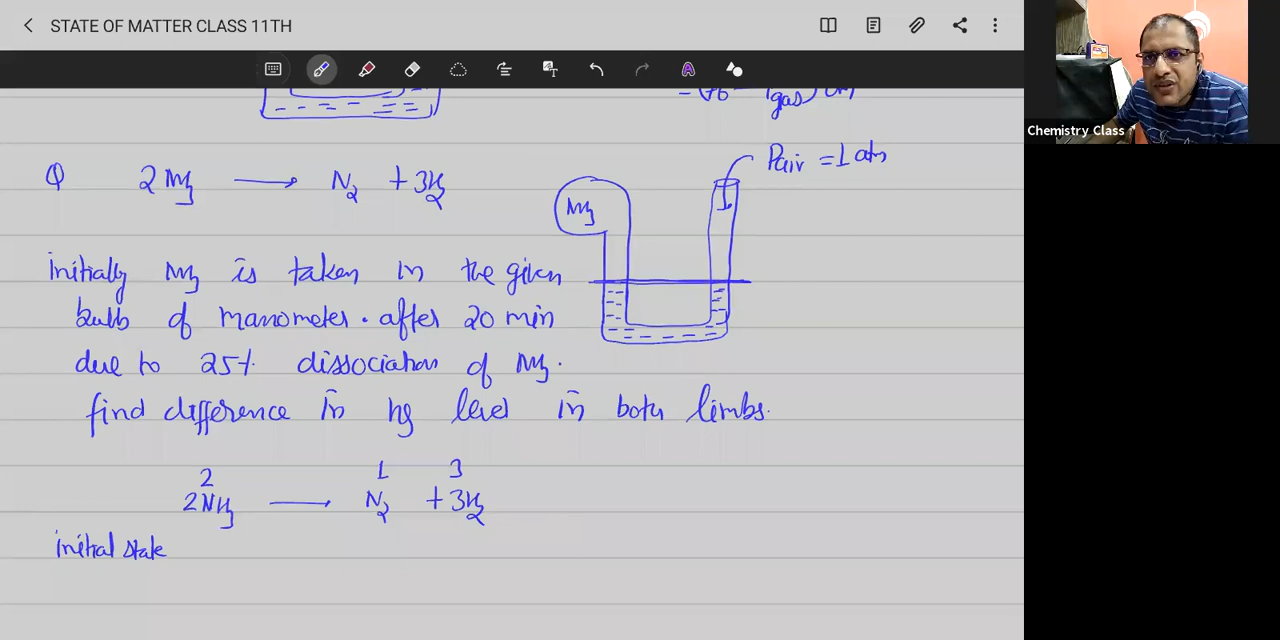 STATE OF MATTER CLASS 11TH
gas) cm
Chemistry Class
Pair = 1 atm
Q 2NH3 → N2 + 3H2
NH3
Initially NH3 is taken in the given
bulb of manometer. after 20 min
due to 25% dissociation of NH3.
find difference in hg level in both limbs.
2 1 3
2NH3 → N2 + 3H2
initial state